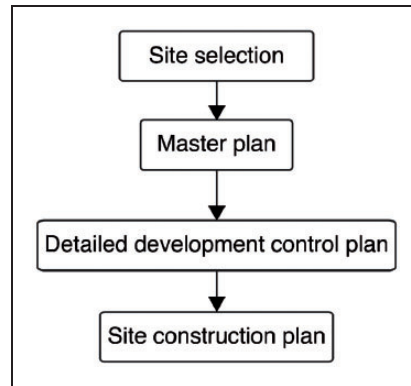 Site selection
Master plan
Detailed development control plan
Site construction plan